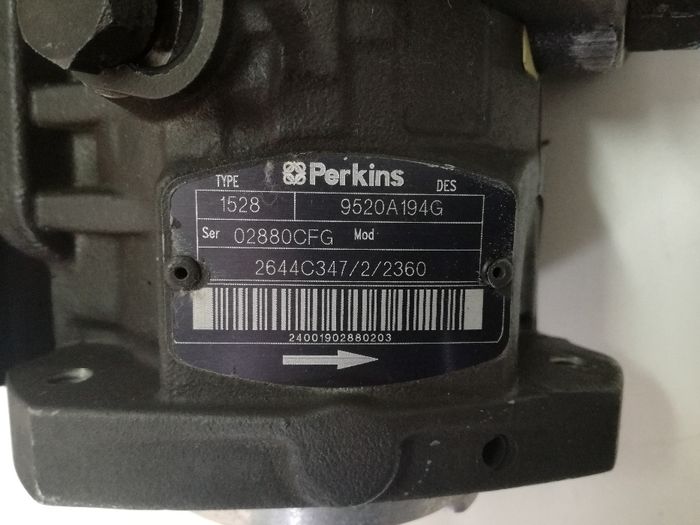 Perkins
TYPE DES
1528 9520A194G
Ser 02880CFG Mod
2644C347/2/2360
24001902880203